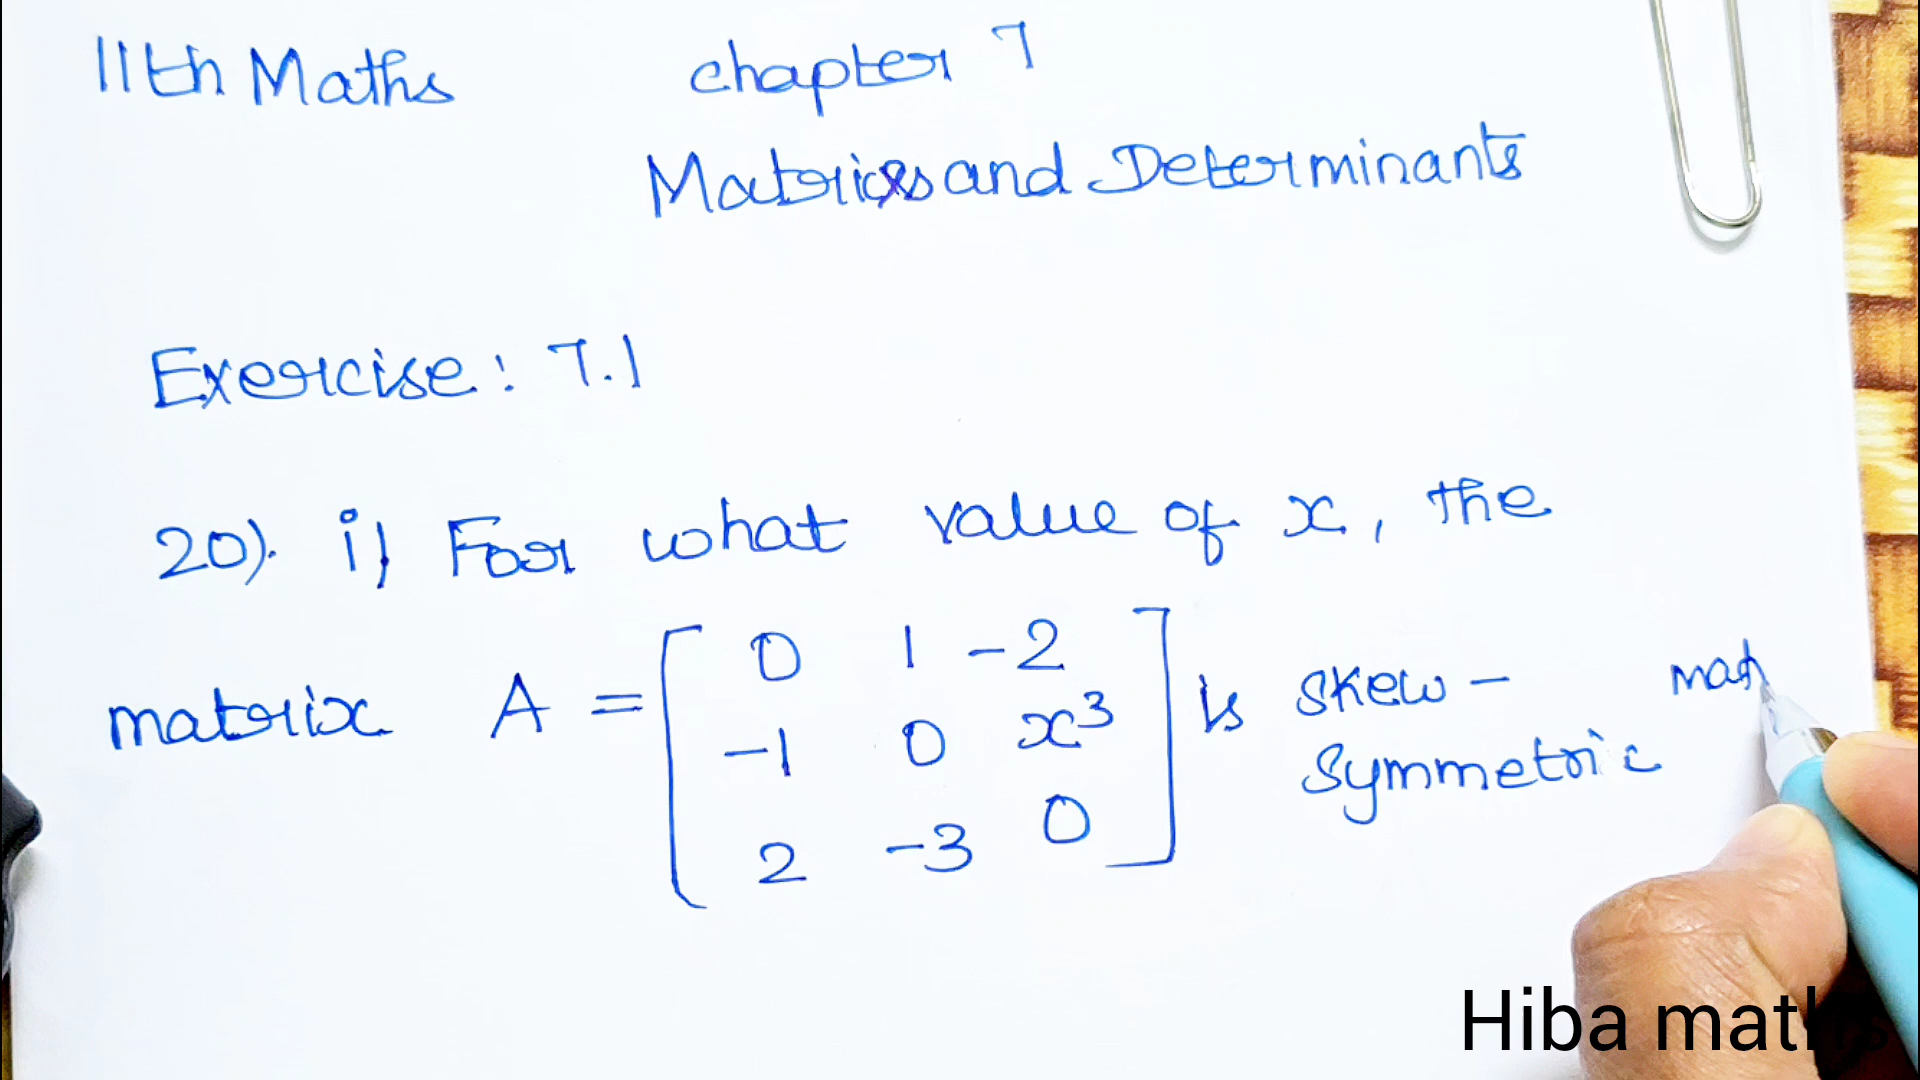 11th Maths chapter 7
Matrices and Determinants
Exercise: 7.1
20). i) For what value of x, the
matrix A = [ 0 1 -2
-1 0 x³
2 -3 0 ] is skew -
symmetric
Hiba maths